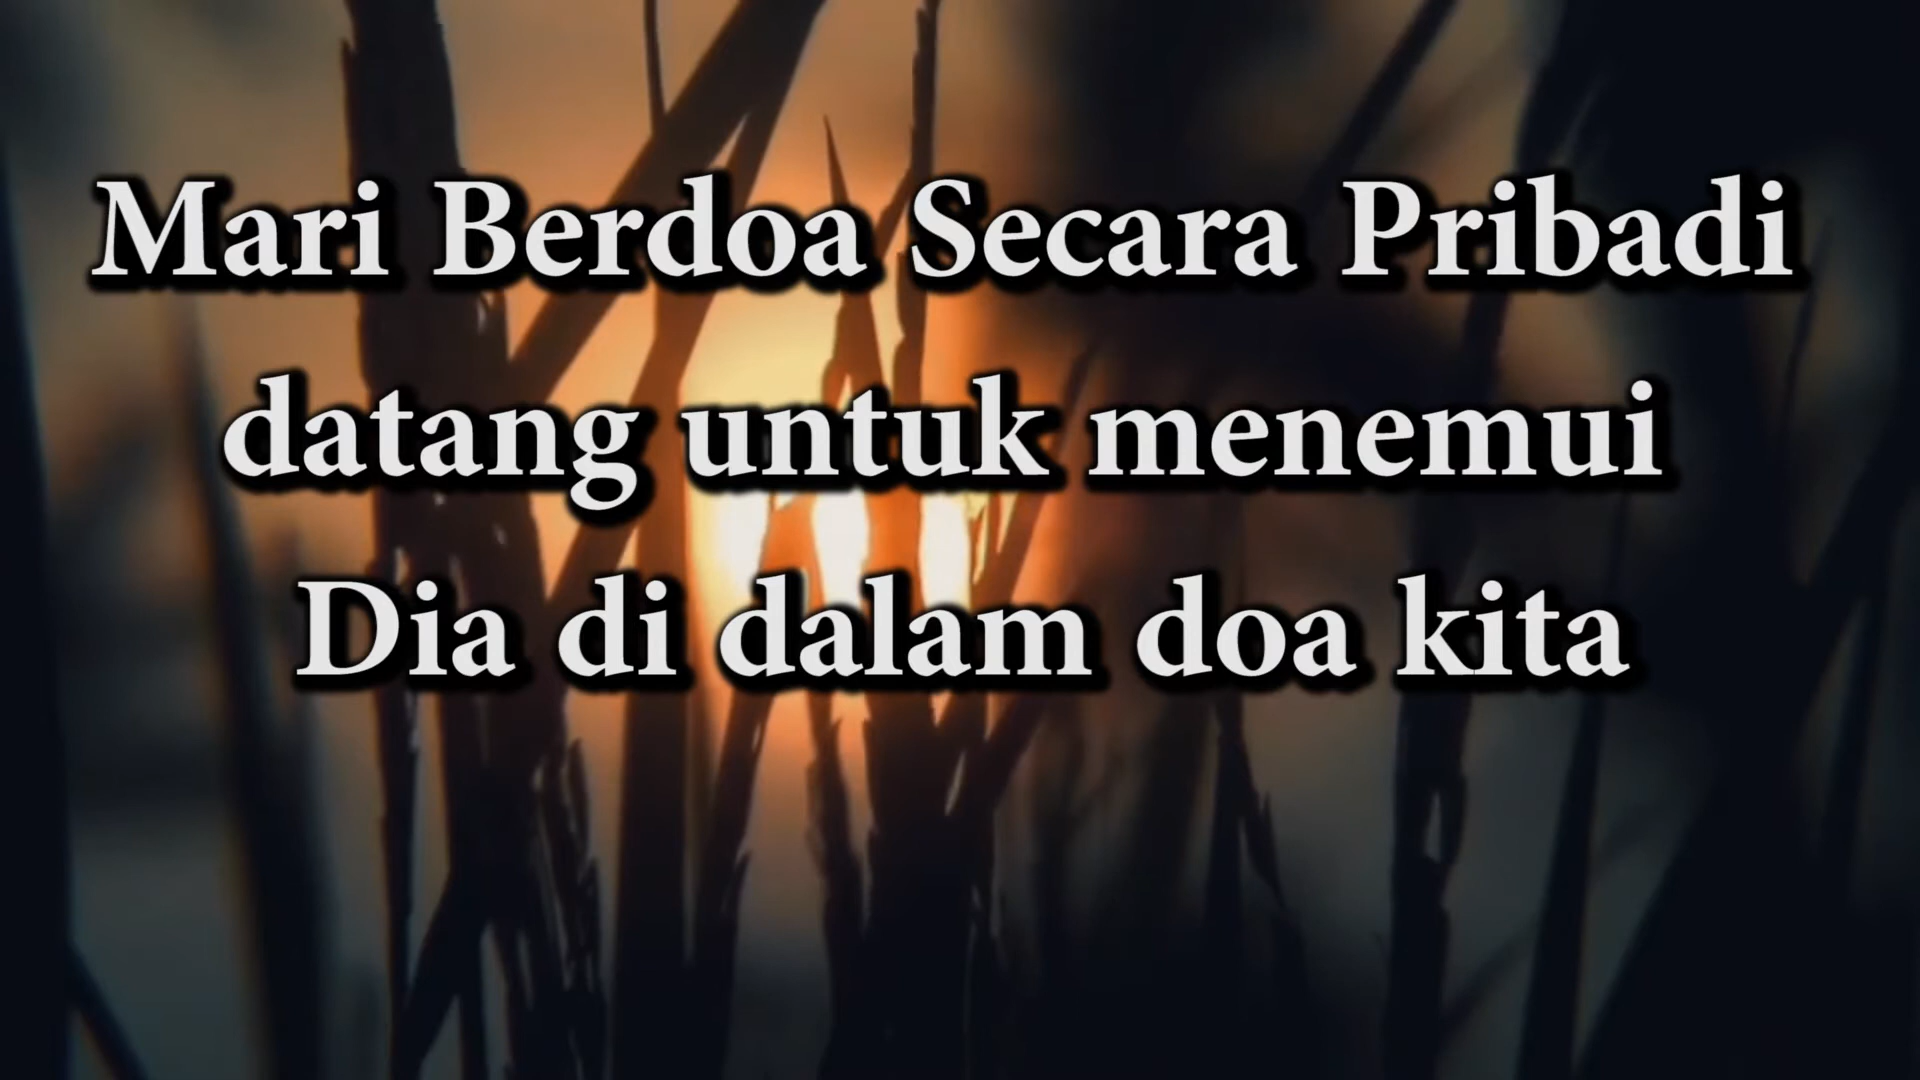 Mari Berdoa Secara Pribadi
datang untuk menemui
Dia di dalam doa kita